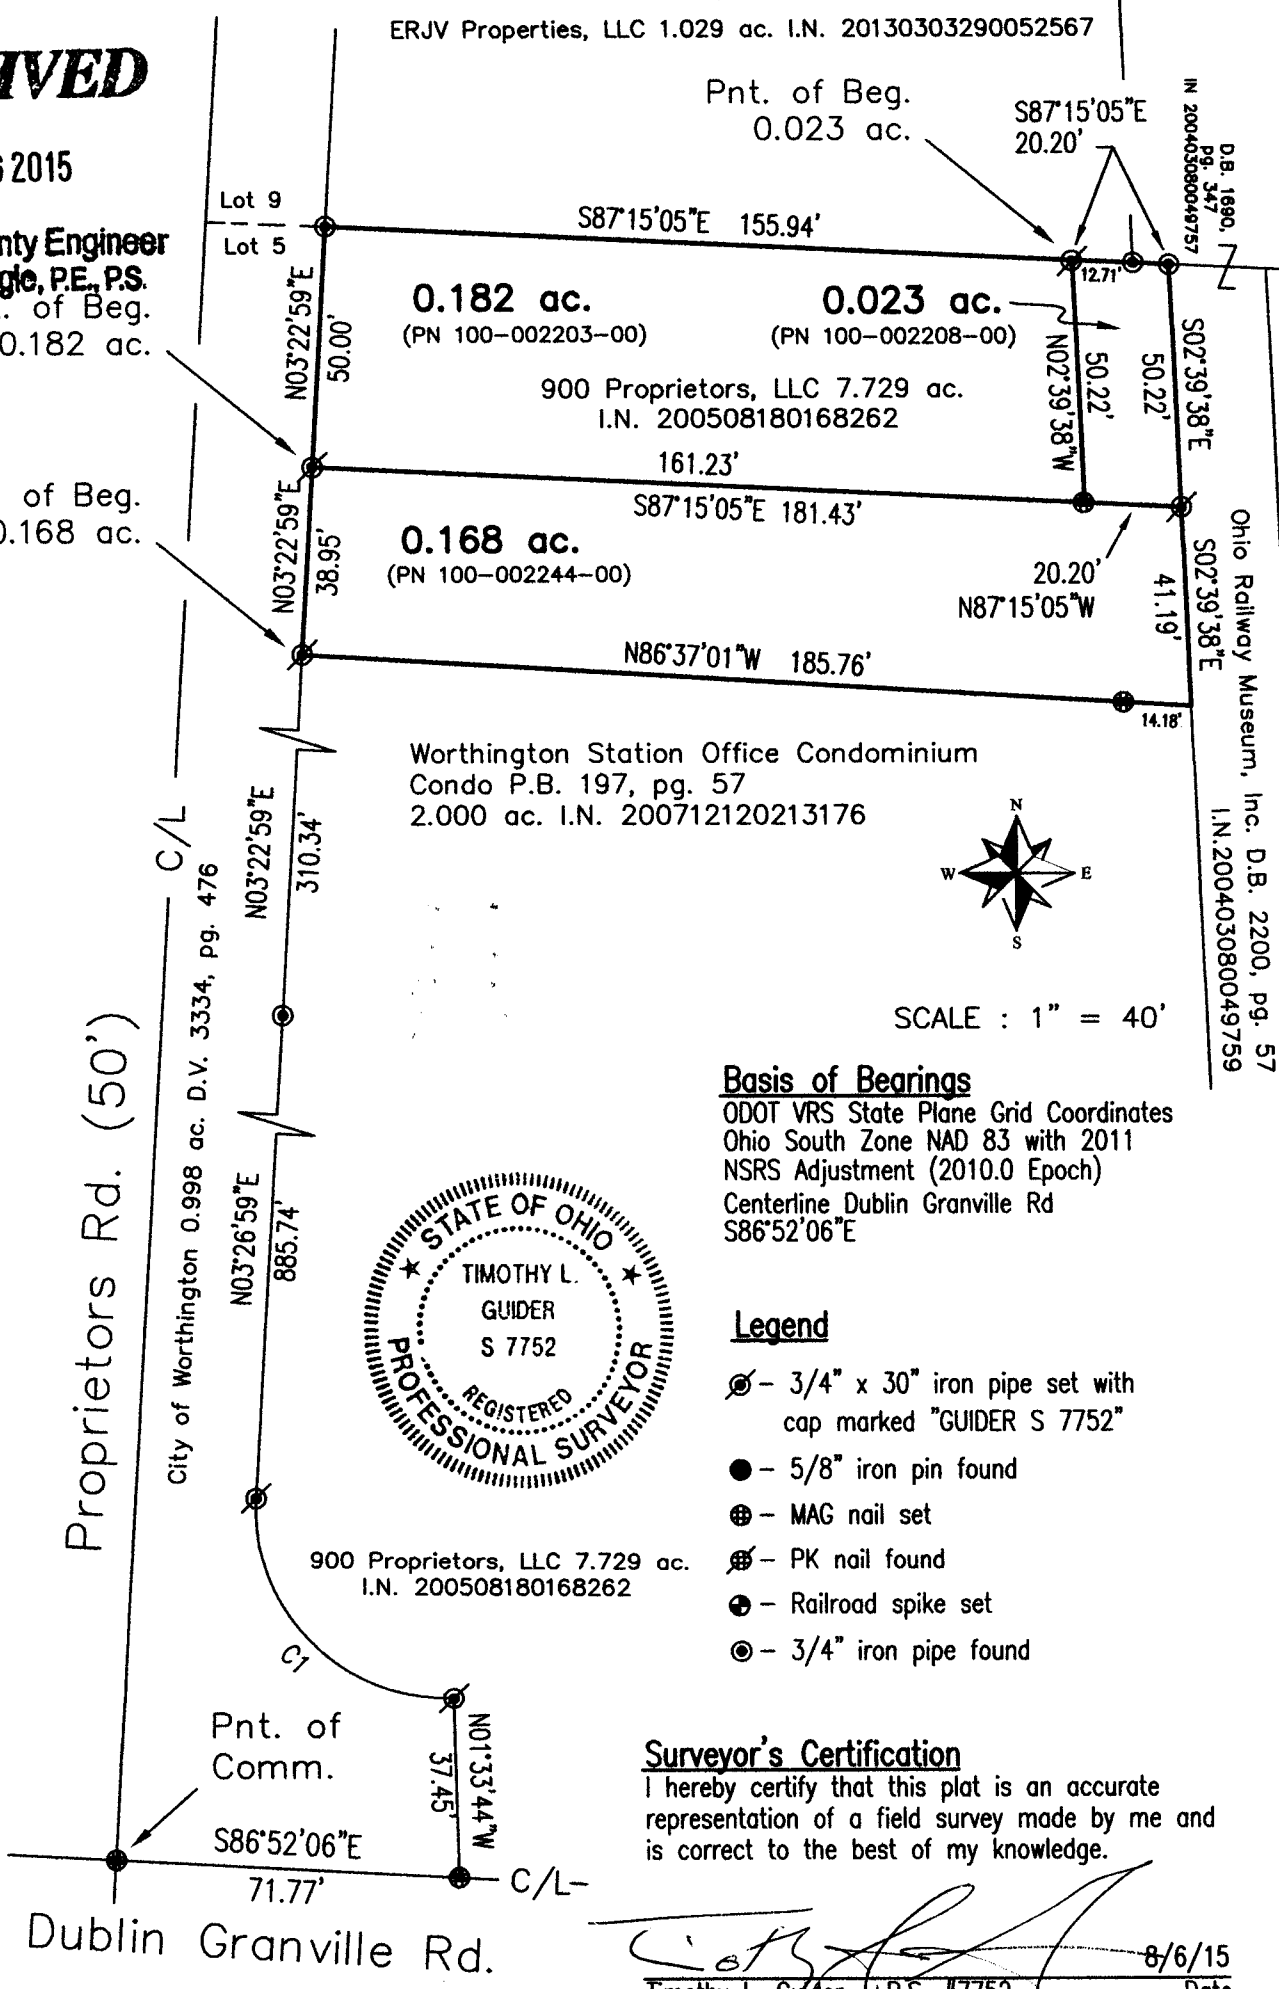 ERJV Properties, LLC 1.029 ac. I.N. 20130303290052567
IVED
2015
Pnt. of Beg.
0.023 ac.
S87°15'05"E
20.20'
D.B. 1690,
pg. 347
IN 200403080049757
Lot 9
Lot 5
nty Engineer
gle, P.E., P.S.
of Beg.
0.182 ac.
S87°15'05"E 155.94'
12.71'
N03°22'59"E
50.00'
0.182 ac.
(PN 100-002203-00)
0.023 ac.
(PN 100-002208-00)
900 Proprietors, LLC 7.729 ac.
I.N. 200508180168262
N02°39'38"W
50.22'
50.22'
S02°39'38"E
161.23'
S87°15'05"E 181.43'
of Beg.
0.168 ac.
N03°22'59"E
38.95'
0.168 ac.
(PN 100-002244-00)
20.20'
N87°15'05"W
41.19'
S02°39'38"E
N86°37'01"W 185.76'
14.18'
Ohio Railway Museum, Inc. D.B. 2200, pg. 57
I.N.200403080049759
Worthington Station Office Condominium
Condo P.B. 197, pg. 57
2.000 ac. I.N. 200712120213176
N03°22'59"E
310.34'
C/L
N
W E
S
SCALE : 1" = 40'
Proprietors Rd. (50')
City of Worthington 0.998 ac. D.V. 3334, pg. 476
N03°26'59"E
885.74'
Basis of Bearings
ODOT VRS State Plane Grid Coordinates
Ohio South Zone NAD 83 with 2011
NSRS Adjustment (2010.0 Epoch)
Centerline Dublin Granville Rd
S86°52'06"E
STATE OF OHIO
TIMOTHY L.
GUIDER
S 7752
REGISTERED
PROFESSIONAL SURVEYOR
Legend
- 3/4" x 30" iron pipe set with
cap marked "GUIDER S 7752"
- 5/8" iron pin found
- MAG nail set
- PK nail found
- Railroad spike set
- 3/4" iron pipe found
900 Proprietors, LLC 7.729 ac.
I.N. 200508180168262
C1
Pnt. of
Comm.
N01°33'44"W
37.45'
S86°52'06"E
71.77'
C/L-
Dublin Granville Rd.
Surveyor's Certification
I hereby certify that this plat is an accurate
representation of a field survey made by me and
is correct to the best of my knowledge.
8/6/15